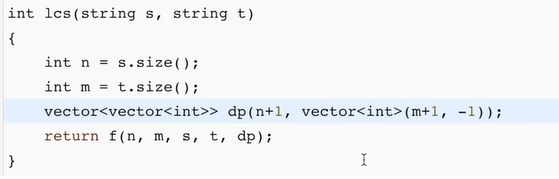 int lcs(string s, string t)
{
    int n = s.size();
    int m = t.size();
    vector<vector<int>> dp(n+1, vector<int>(m+1, -1));
    return f(n, m, s, t, dp);
}